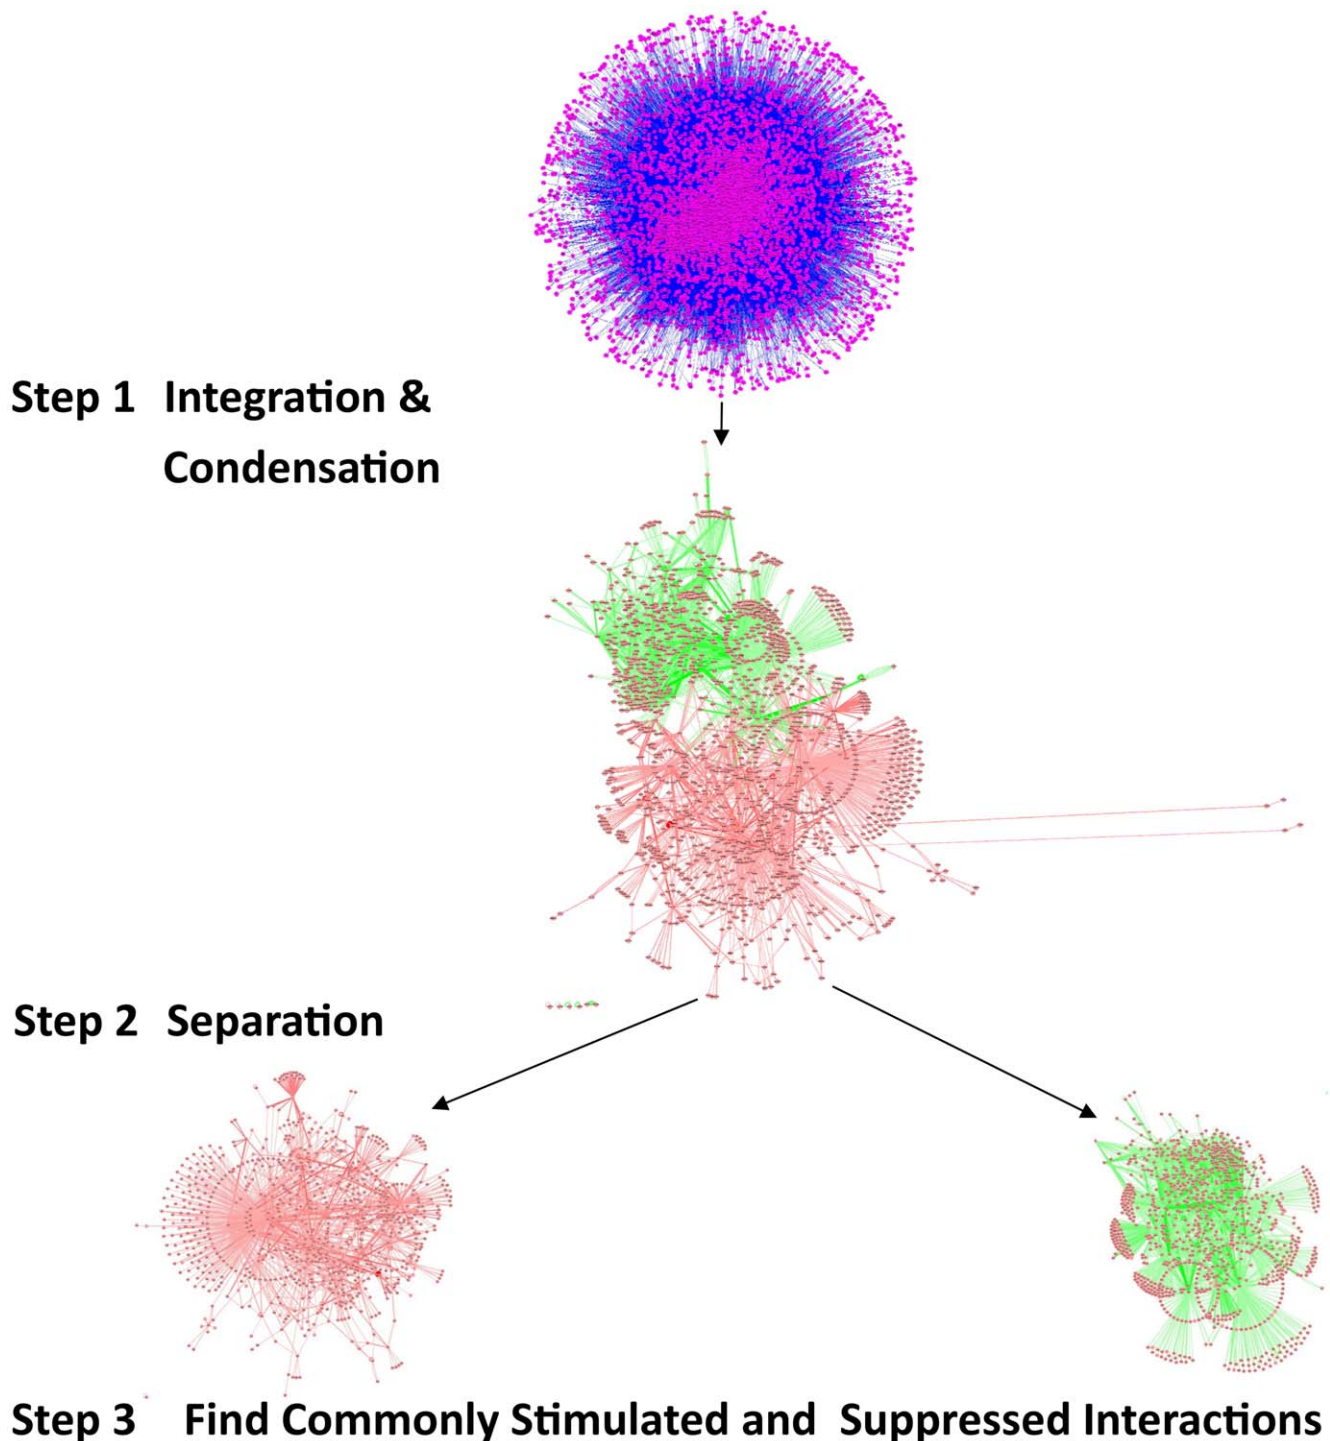 Step 1 Integration &
Condensation
Step 2 Separation
Step 3 Find Commonly Stimulated and Suppressed Interactions